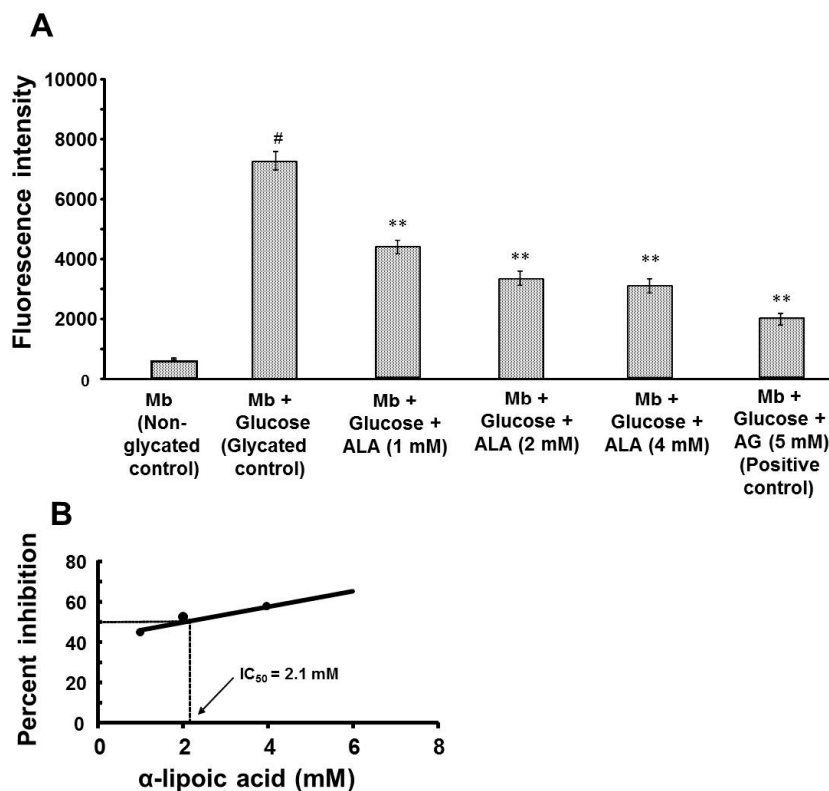 A
Fluorescence intensity
10000
8000
6000
4000
2000
0
#
**
**
**
**
Mb
(Non-
glycated
control)
Mb +
Glucose
(Glycated
control)
Mb +
Glucose +
ALA (1 mM)
Mb +
Glucose +
ALA (2 mM)
Mb +
Glucose +
ALA (4 mM)
Mb +
Glucose +
AG (5 mM)
(Positive
control)
B
Percent inhibition
80
60
40
20
0
IC₅₀ = 2.1 mM
0 2 4 6 8
α-lipoic acid (mM)